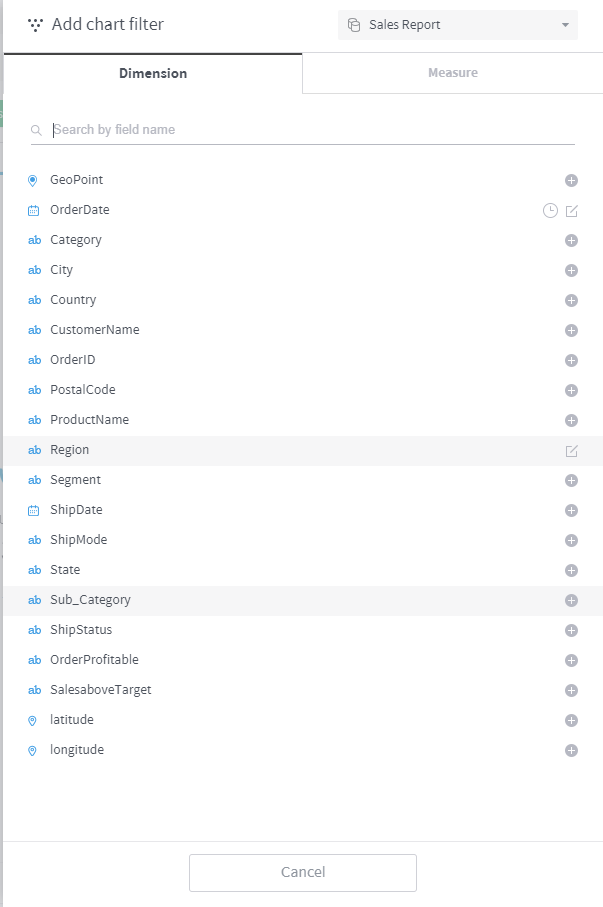 Add chart filter
Sales Report
Dimension
Measure
Search by field name
GeoPoint
OrderDate
ab Category
ab City
ab Country
ab CustomerName
ab OrderID
ab PostalCode
ab ProductName
ab Region
ab Segment
ShipDate
ab ShipMode
ab State
ab Sub_Category
ab ShipStatus
ab OrderProfitable
ab SalesaboveTarget
latitude
longitude
Cancel